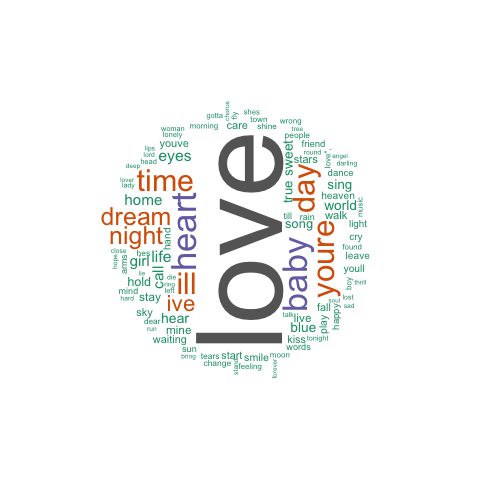 love
heart
baby
time
dream
night
ill
ive
day
youre
eyes
home
girl
life
call
hold
stay
hear
mine
waiting
sky
blue
live
kiss
words
fall
play
happy
song
true
sweet
stars
sing
world
walk
heaven
dance
friend
people
care
shine
town
shes
gotta
chorus
fly
wrong
tree
round
love'
angel
darling
music
light
cry
found
leave
youll
boy
thrill
soul
lost
sad
till
rain
talk
tonight
moon
forever
smile
feeling
start
stand
change
tears
sun
bring
run
dear
hard
mind
lie
ring
left
die
hes
hand
arms
hope
close
lady
lover
deep
head
lord
lips
youve
lonely
woman
morning